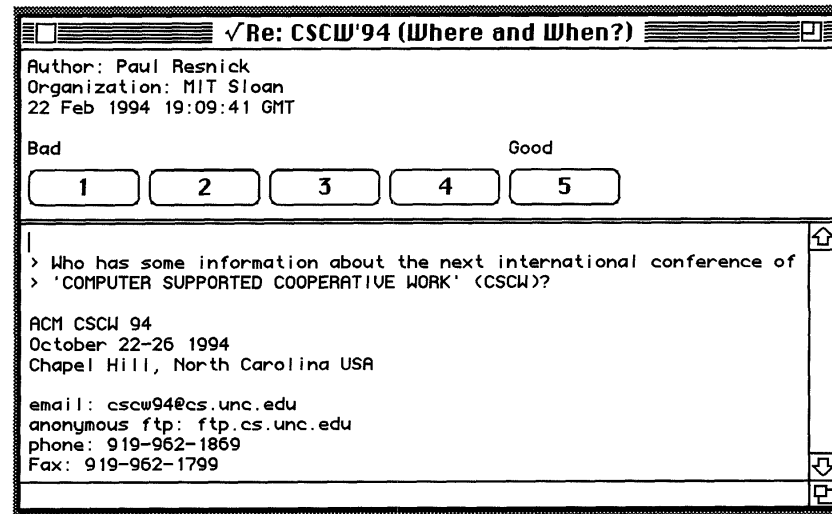 √Re: CSCW'94 (Where and When?)
Author: Paul Resnick
Organization: MIT Sloan
22 Feb 1994 19:09:41 GMT
Bad Good
1 2 3 4 5
> Who has some information about the next international conference of
> 'COMPUTER SUPPORTED COOPERATIVE WORK' (CSCW)?
ACM CSCW 94
October 22-26 1994
Chapel Hill, North Carolina USA
email: cscw94@cs.unc.edu
anonymous ftp: ftp.cs.unc.edu
phone: 919-962-1869
Fax: 919-962-1799